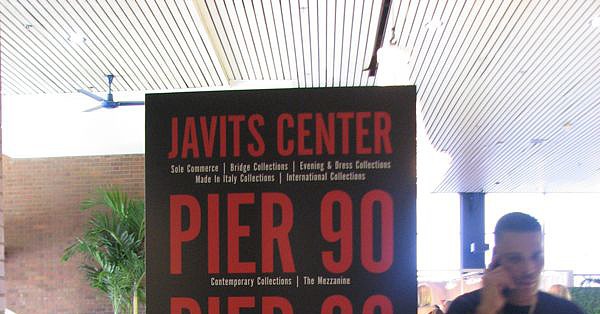 JAVITS CENTER
Sole Commerce | Bridge Collections | Evening & Dress Collections
Made In Italy Collections | International Collections
PIER 90
Contemporary Collections | The Mezzanine
PIER